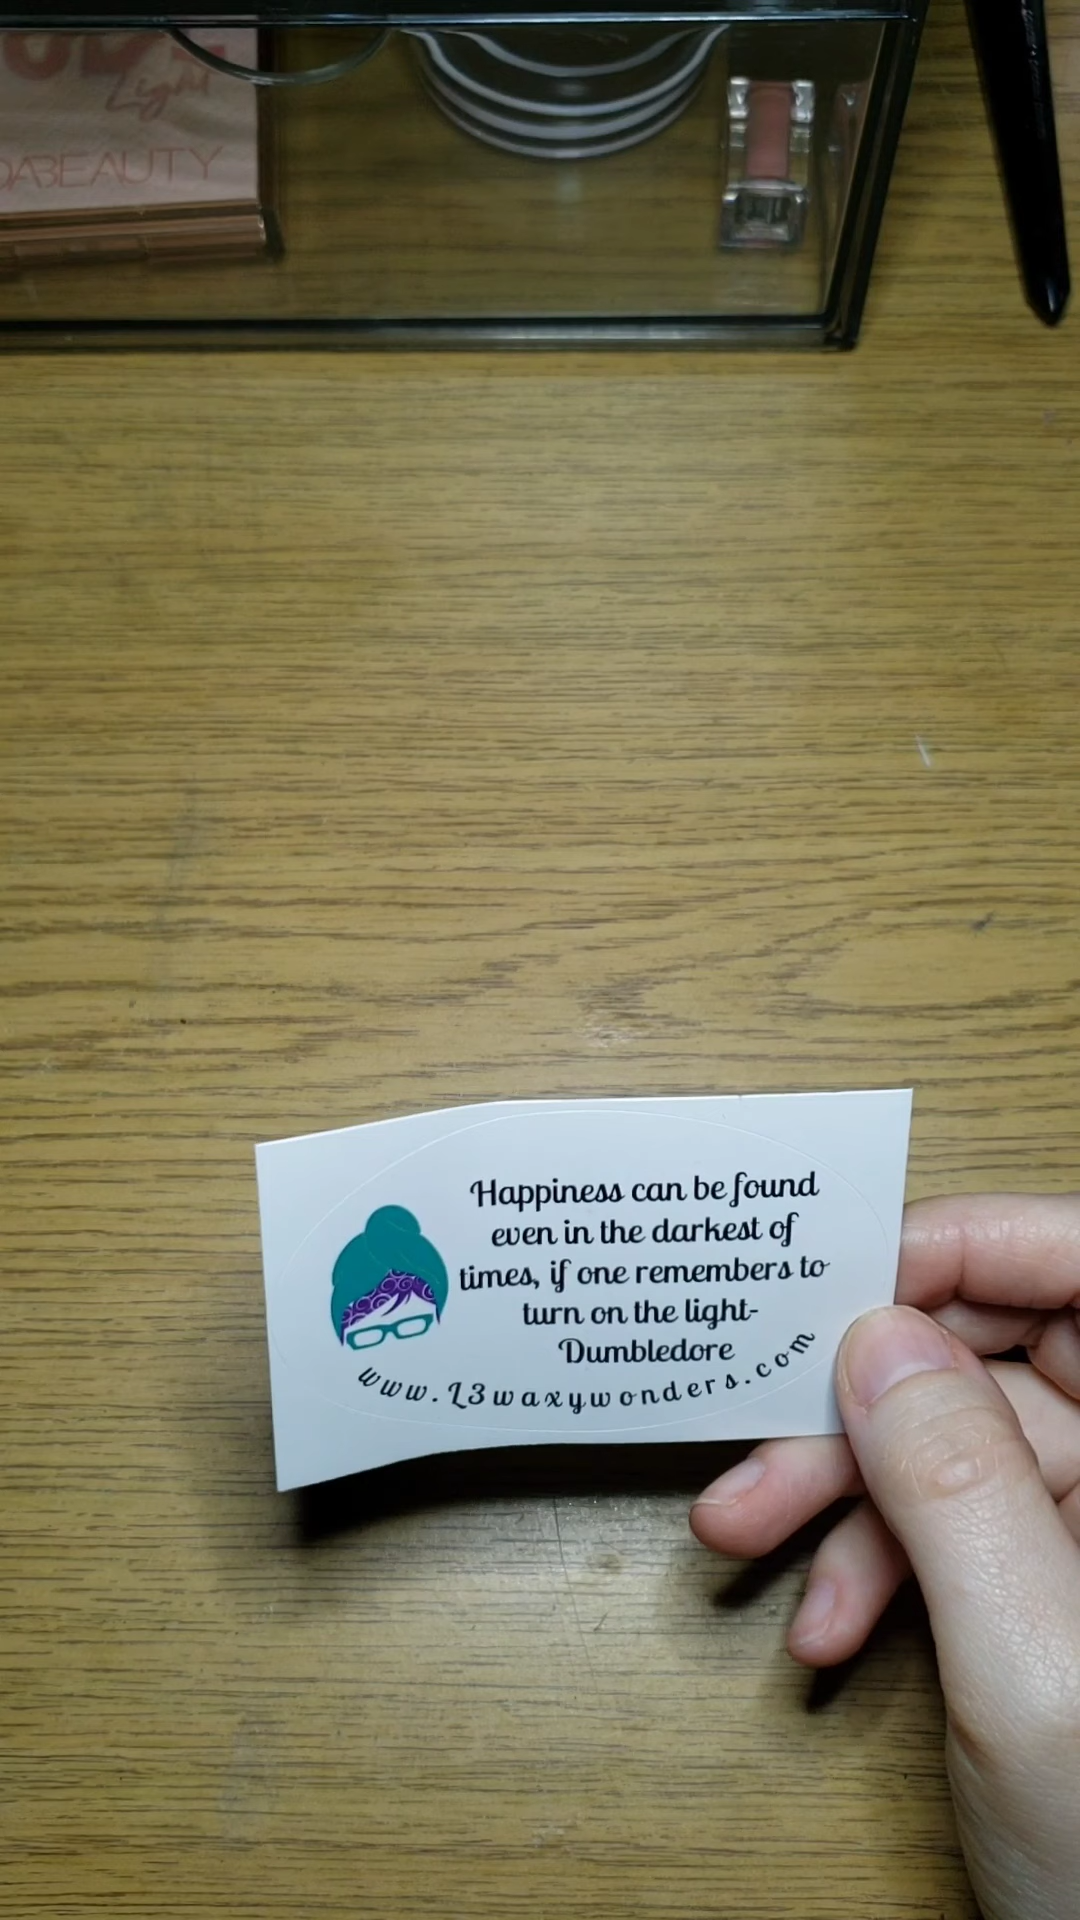 Light
Happiness can be found
even in the darkest of
times, if one remembers to
turn on the light-
Dumbledore
www.L3waxywonders.com